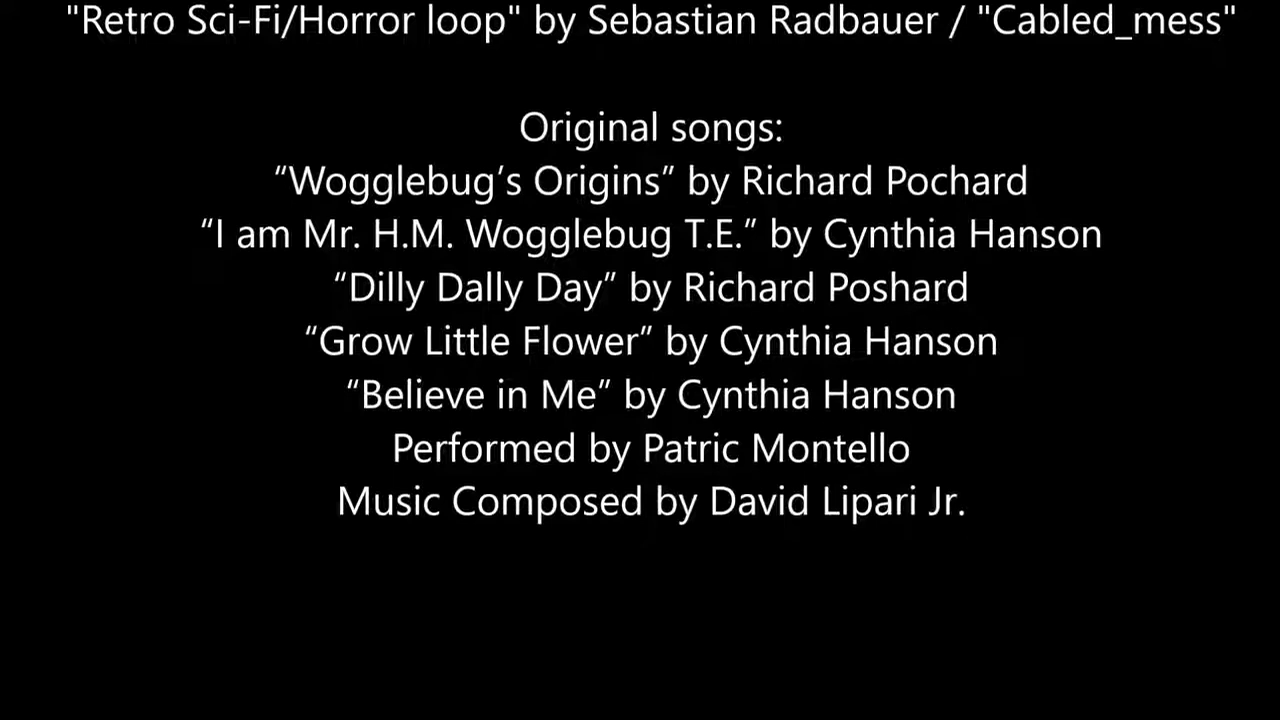 "Retro Sci-Fi/Horror loop" by Sebastian Radbauer / "Cabled_mess"
Original songs:
“Wogglebug’s Origins” by Richard Pochard
“I am Mr. H.M. Wogglebug T.E.” by Cynthia Hanson
“Dilly Dally Day” by Richard Poshard
“Grow Little Flower” by Cynthia Hanson
“Believe in Me” by Cynthia Hanson
Performed by Patric Montello
Music Composed by David Lipari Jr.